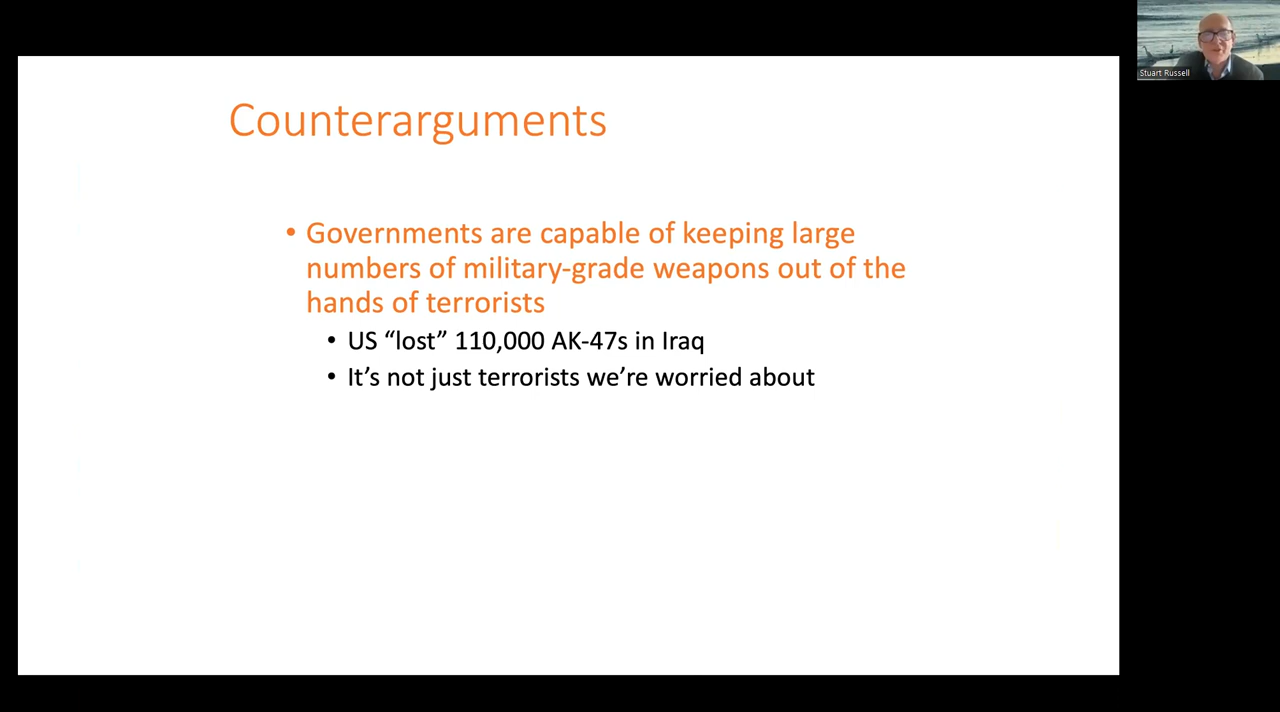 Stuart Russell
Counterarguments
• Governments are capable of keeping large
numbers of military-grade weapons out of the
hands of terrorists
• US “lost” 110,000 AK-47s in Iraq
• It’s not just terrorists we’re worried about